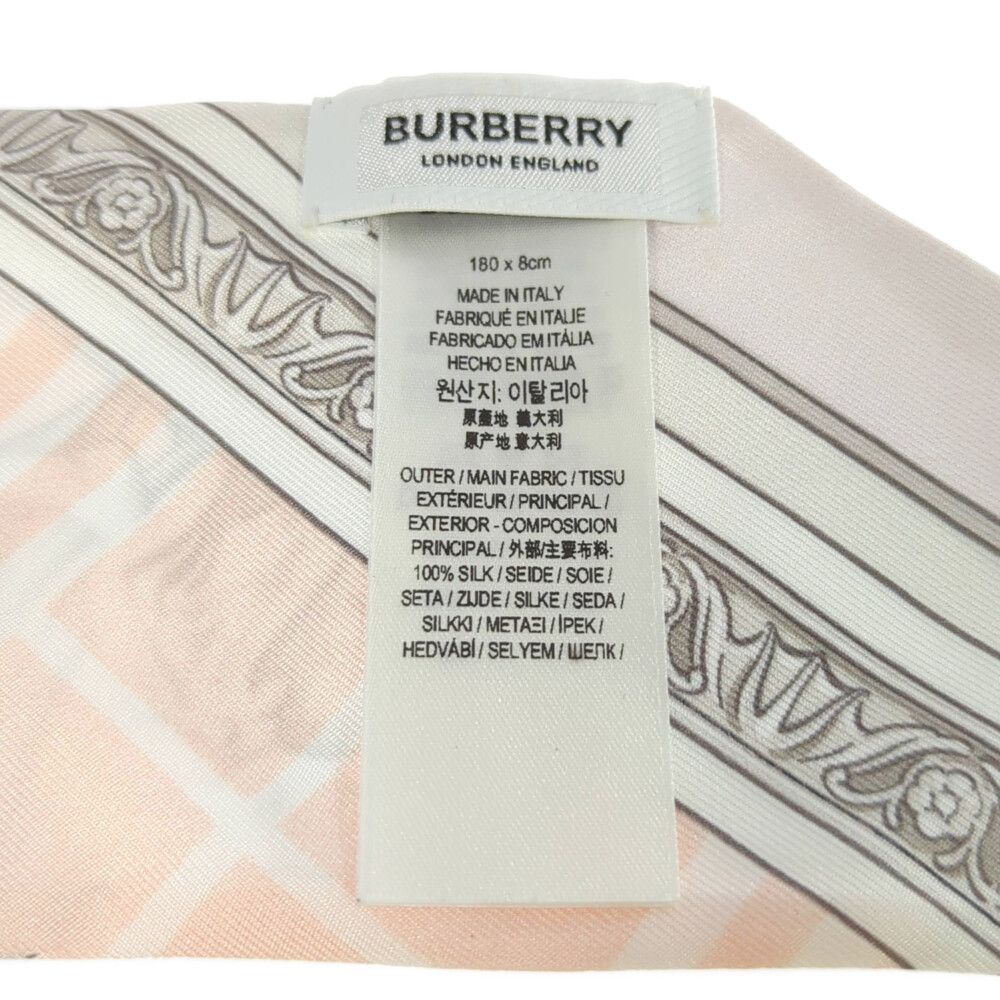 BURBERRY
LONDON ENGLAND
180 x 8cm
MADE IN ITALY
FABRIQUÉ EN ITALIE
FABRICADO EM ITÁLIA
HECHO EN ITALIA
원산지: 이탈리아
原產地 義大利
原产地 意大利
OUTER / MAIN FABRIC / TISSU
EXTÉRIEUR / PRINCIPAL /
EXTERIOR - COMPOSICION
PRINCIPAL / 外部/主要布料:
100% SILK / SEIDE / SOIE /
SETA / ZIJDE / SILKE / SEDA /
SILKKI / ΜΕΤΑΞΙ / İPEK /
HEDVÁBÍ / SELYEM / ШЕЛК /